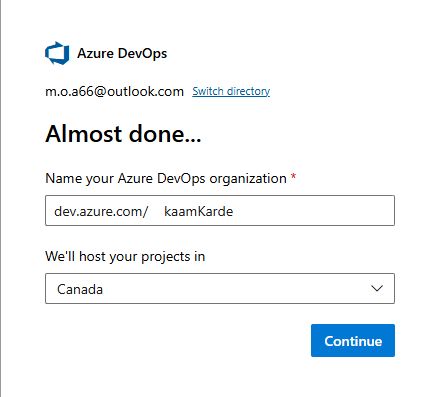 Azure DevOps
m.o.a66@outlook.com Switch directory
Almost done...
Name your Azure DevOps organization *
dev.azure.com/ kaamKarde
We'll host your projects in
Canada
Continue